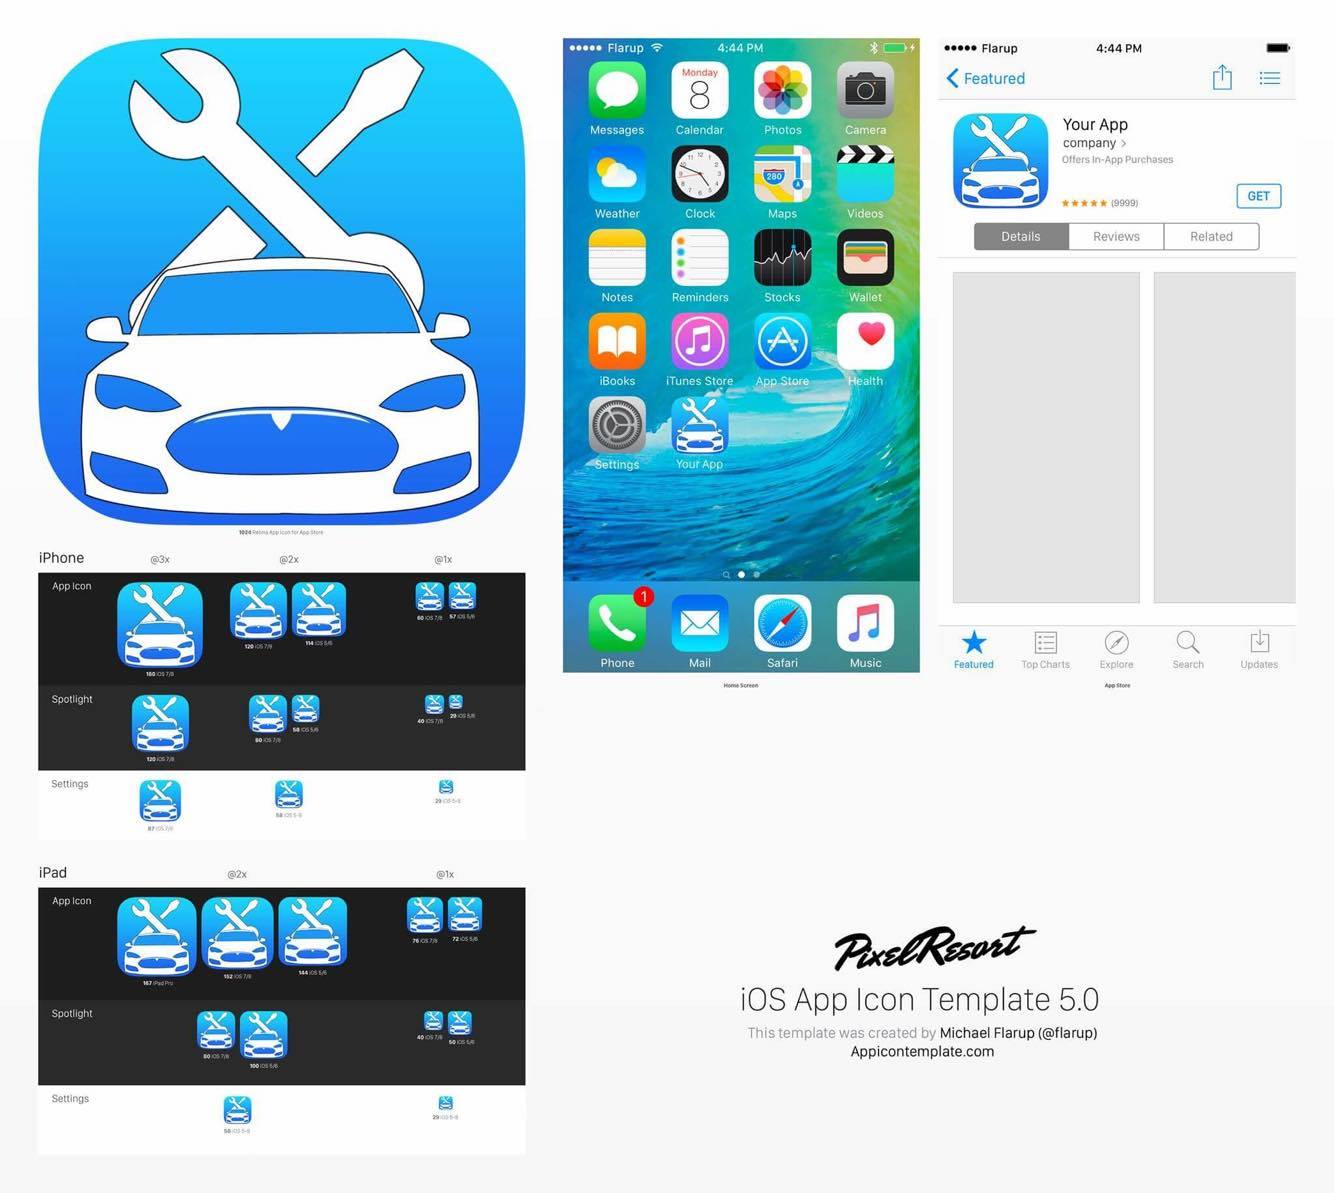 1024 Retina App Icon for App Store
iPhone
@3x
@2x
@1x
App Icon
180 iOS 7/8
120 iOS 7/8
114 iOS 5/6
60 iOS 7/8
57 iOS 5/6
Spotlight
120 iOS 7/8
80 iOS 7/8
58 iOS 5/6
40 iOS 7/8
29 iOS 5/6
Settings
87 iOS 7/8
58 iOS 5-8
29 iOS 5-8
iPad
@2x
@1x
App Icon
167 iPad Pro
152 iOS 7/8
144 iOS 5/6
76 iOS 7/8
72 iOS 5/6
Spotlight
80 iOS 7/8
100 iOS 5/6
40 iOS 7/8
50 iOS 5/6
Settings
58 iOS 5-8
29 iOS 5-8
Flarup
4:44 PM
Monday
8
Messages
Calendar
Photos
Camera
280
Weather
Clock
Maps
Videos
Notes
Reminders
Stocks
Wallet
iBooks
iTunes Store
App Store
Health
Settings
Your App
1
Phone
Mail
Safari
Music
Home Screen
Flarup
4:44 PM
Featured
Your App
company >
Offers In-App Purchases
★★★★★ (9999)
GET
Details
Reviews
Related
Featured
Top Charts
Explore
Search
Updates
App Store
PixelResort
iOS App Icon Template 5.0
This template was created by Michael Flarup (@flarup)
Appicontemplate.com